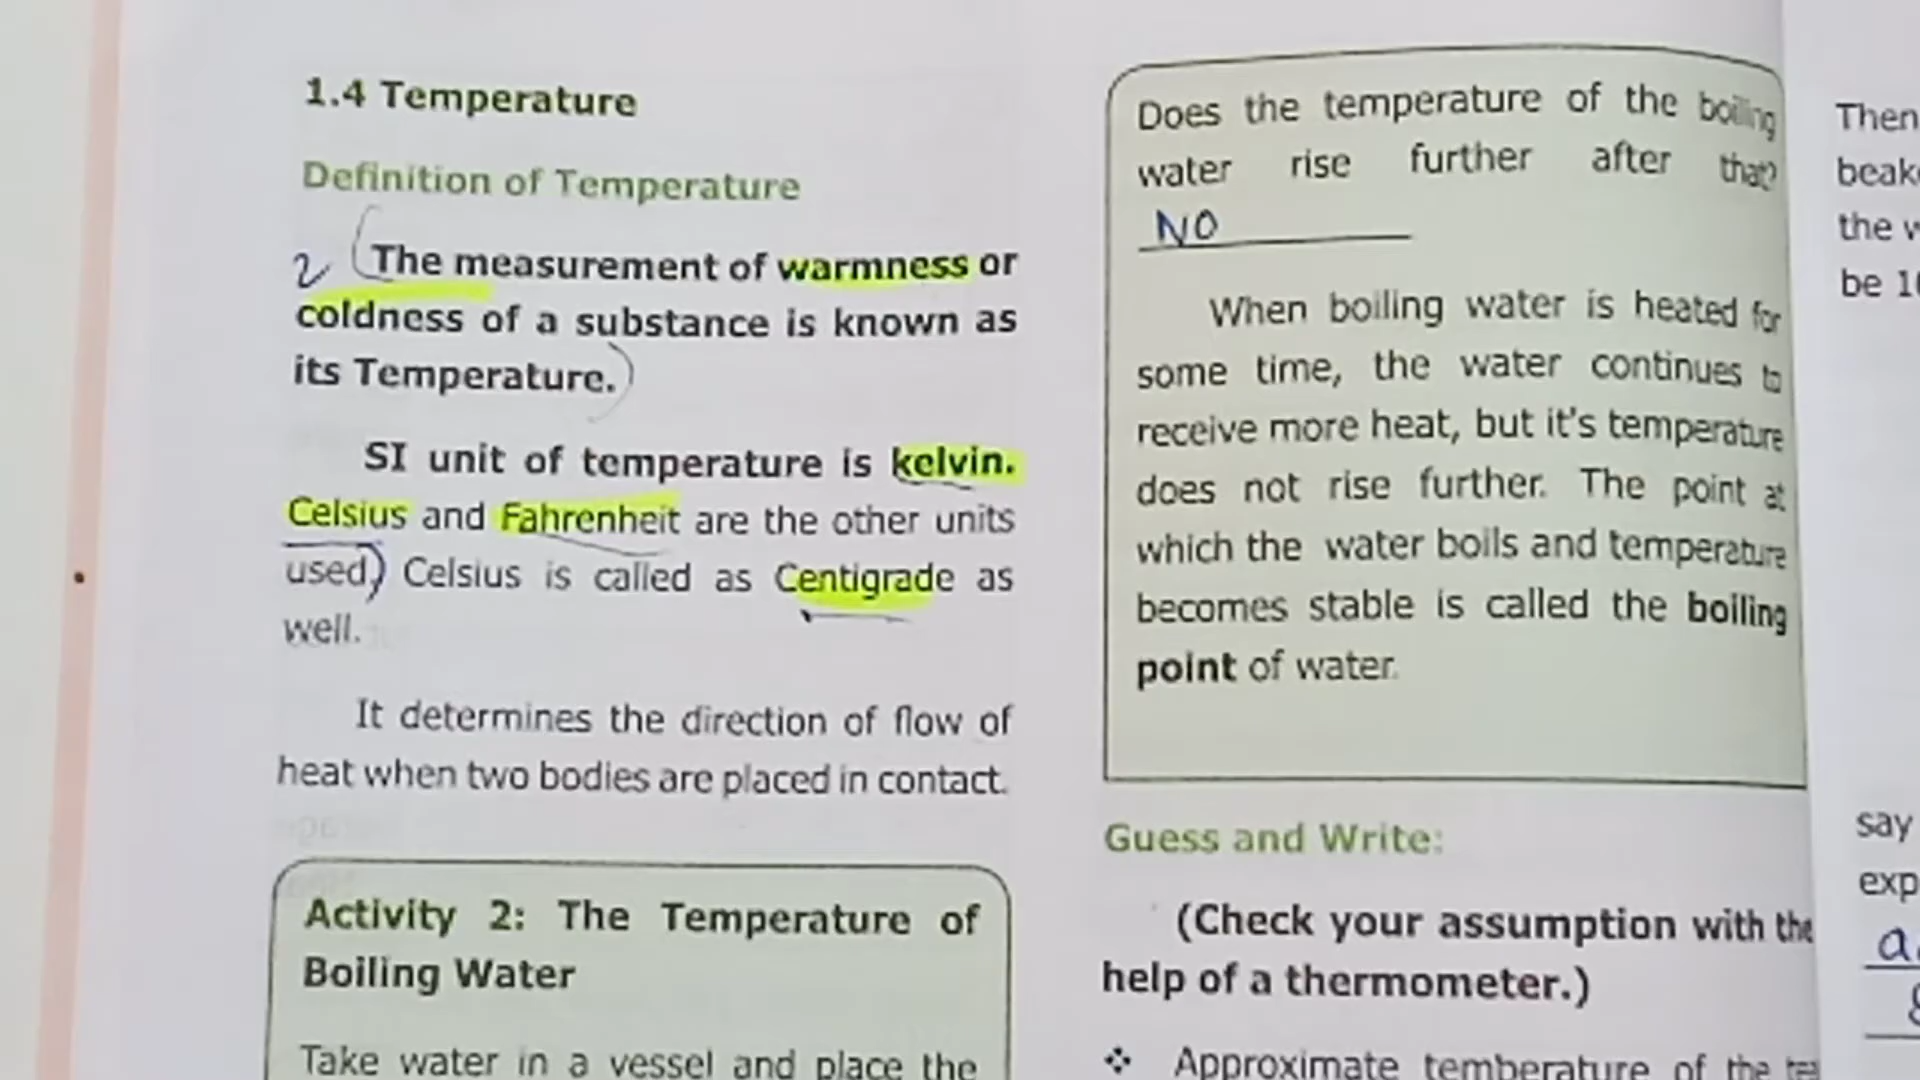 1.4 Temperature
Definition of Temperature
2 (The measurement of warmness or
coldness of a substance is known as
its Temperature.)
SI unit of temperature is kelvin.
Celsius and Fahrenheit are the other units
used) Celsius is called as Centigrade as
well.
It determines the direction of flow of
heat when two bodies are placed in contact.
Activity 2: The Temperature of
Boiling Water
Take water in a vessel and place the
Does the temperature of the boiling
water rise further after that?
NO
When boiling water is heated for
some time, the water continues to
receive more heat, but it's temperature
does not rise further. The point at
which the water boils and temperature
becomes stable is called the boiling
point of water.
Guess and Write:
(Check your assumption with the
help of a thermometer.)
❖ Approximate temberature of the
Then
the
be
say